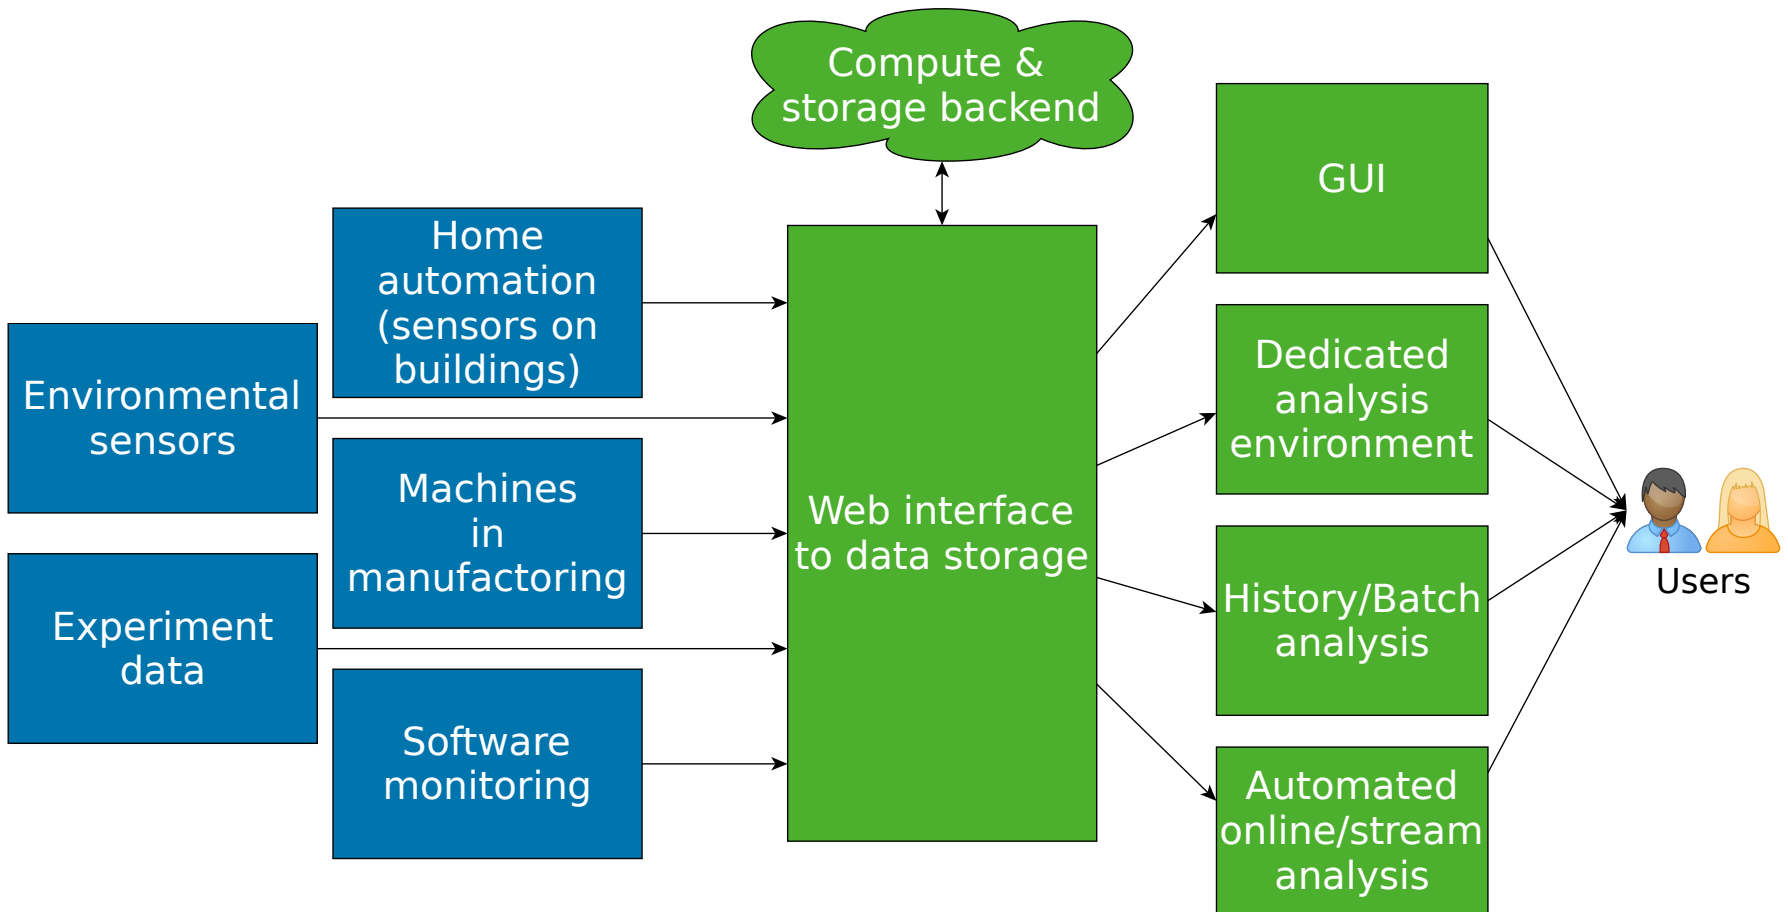 Compute &
storage backend
GUI
Home
automation
(sensors on
buildings)
Environmental
sensors
Dedicated
analysis
environment
Machines
in
manufactoring
Web interface
to data storage
Users
Experiment
data
History/Batch
analysis
Software
monitoring
Automated
online/stream
analysis